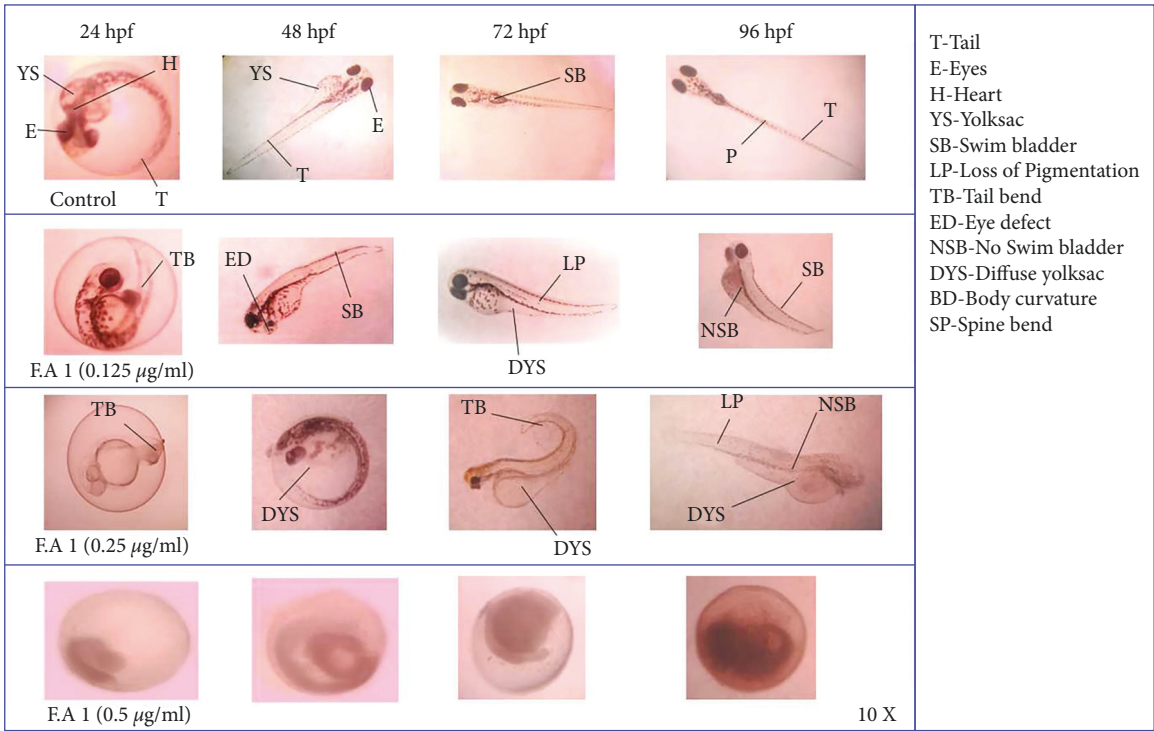 24 hpf 48 hpf 72 hpf 96 hpf
YS H E T
Control
YS E T
SB
P T
TB
F.A 1 (0.125 µg/ml)
ED SB
LP DYS
NSB SB
TB
F.A 1 (0.25 µg/ml)
DYS
TB DYS
LP NSB DYS
F.A 1 (0.5 µg/ml)
10 X
T-Tail
E-Eyes
H-Heart
YS-Yolksac
SB-Swim bladder
LP-Loss of Pigmentation
TB-Tail bend
ED-Eye defect
NSB-No Swim bladder
DYS-Diffuse yolksac
BD-Body curvature
SP-Spine bend